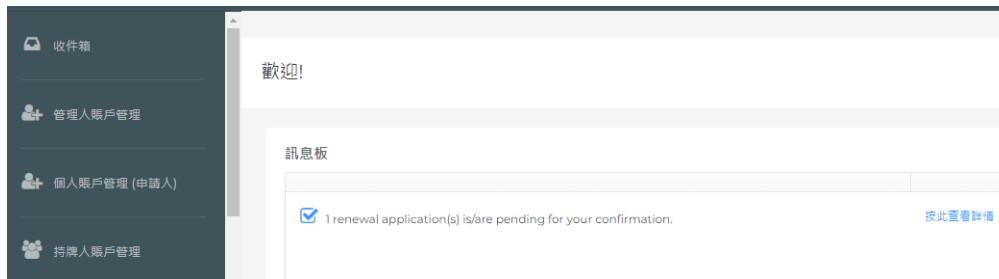 收件箱
管理人賬戶管理
個人賬戶管理 (申請人)
持牌人賬戶管理
歡迎!
訊息板
1 renewal application(s) is/are pending for your confirmation.
按此查看詳情